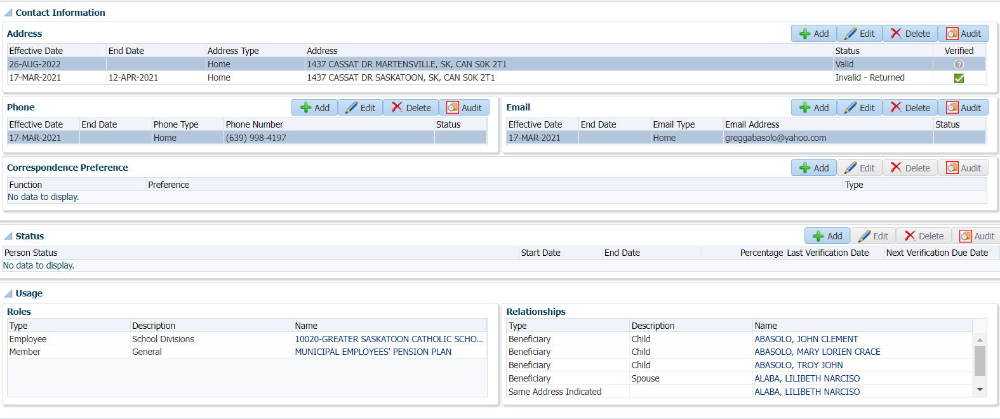 Contact Information
Address Add Edit Delete Audit
Effective Date End Date Address Type Address Status Verified
26-AUG-2022 Home 1437 CASSAT DR MARTENSVILLE, SK, CAN S0K 2T1 Valid
17-MAR-2021 12-APR-2021 Home 1437 CASSAT DR SASKATOON, SK, CAN S0K 2T1 Invalid - Returned
Phone Add Edit Delete Audit
Effective Date End Date Phone Type Phone Number Status
17-MAR-2021 Home (639) 998-4197
Email Add Edit Delete Audit
Effective Date End Date Email Type Email Address Status
17-MAR-2021 Home greggabasolo@yahoo.com
Correspondence Preference Add Edit Delete Audit
Function Preference Type
No data to display.
Status Add Edit Delete Audit
Person Status Start Date End Date Percentage Last Verification Date Next Verification Due Date
No data to display.
Usage
Roles
Type Description Name
Employee School Divisions 10020-GREATER SASKATOON CATHOLIC SCHO...
Member General MUNICIPAL EMPLOYEES' PENSION PLAN
Relationships
Type Description Name
Beneficiary Child ABASOLO, JOHN CLEMENT
Beneficiary Child ABASOLO, MARY LORIEN CRACE
Beneficiary Child ABASOLO, TROY JOHN
Beneficiary Spouse ALABA, LILIBETH NARCISO
Same Address Indicated ALABA, LILIBETH NARCISO